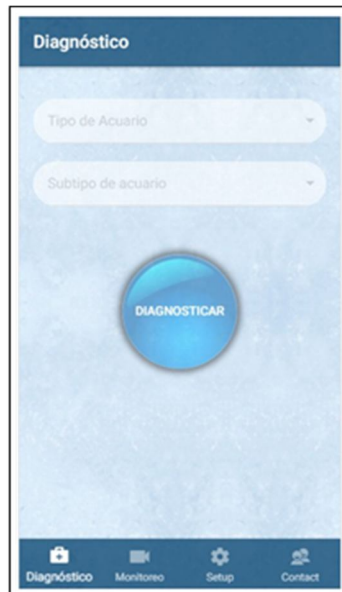 Diagnóstico
Tipo de Acuario
Subtipo de acuario
DIAGNOSTICAR
Diagnóstico Monitoreo Setup Contact